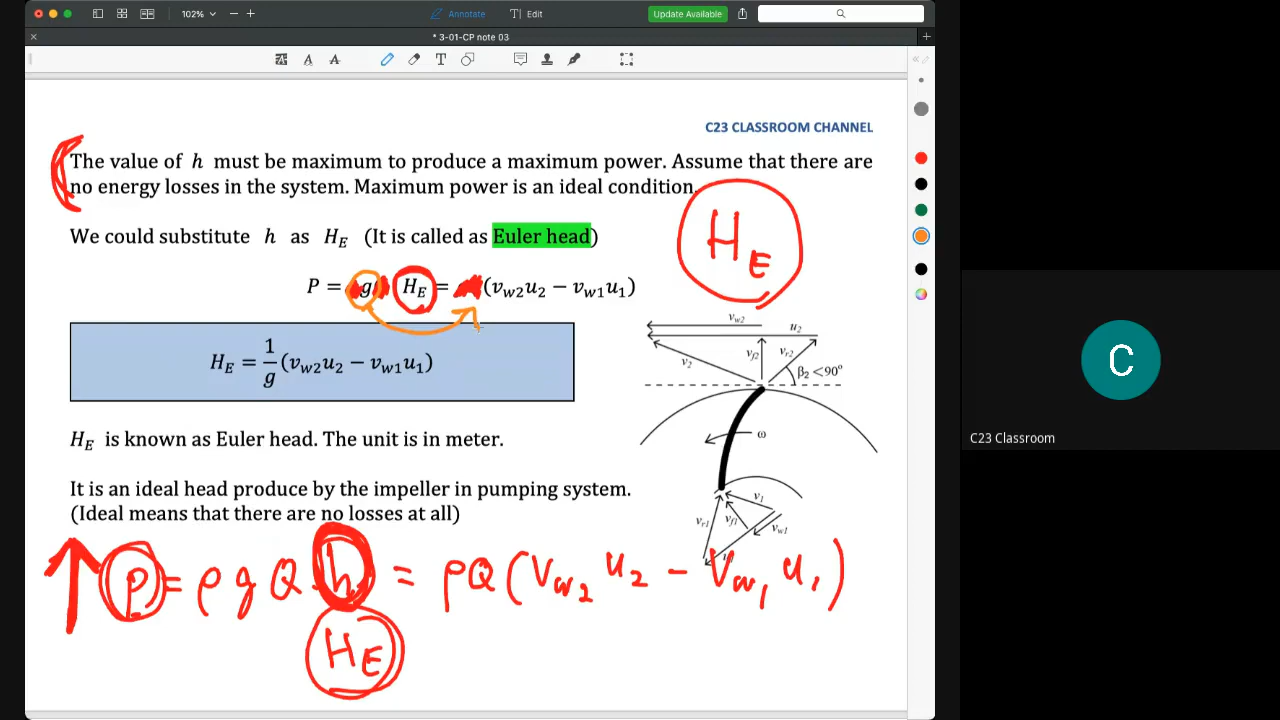 102%
Annotate
Edit
Update Available
* 3-01-CP note 03
C23 CLASSROOM CHANNEL
The value of h must be maximum to produce a maximum power. Assume that there are
no energy losses in the system. Maximum power is an ideal condition.
We could substitute h as H_E (It is called as Euler head)
H_E
P = g H_E = (v_w2 u_2 − v_w1 u_1)
H_E = 1/g (v_w2 u_2 − v_w1 u_1)
v_w2
u_2
v_2
v_f2
v_r2
β_2 <90°
ω
H_E is known as Euler head. The unit is in meter.
It is an ideal head produce by the impeller in pumping system.
(Ideal means that there are no losses at all)
v_1
v_r1
v_f1
v_w1
P = ρ g Q h = ρQ (V_w2 u_2 − V_w1 u_1)
H_E
C
C23 Classroom